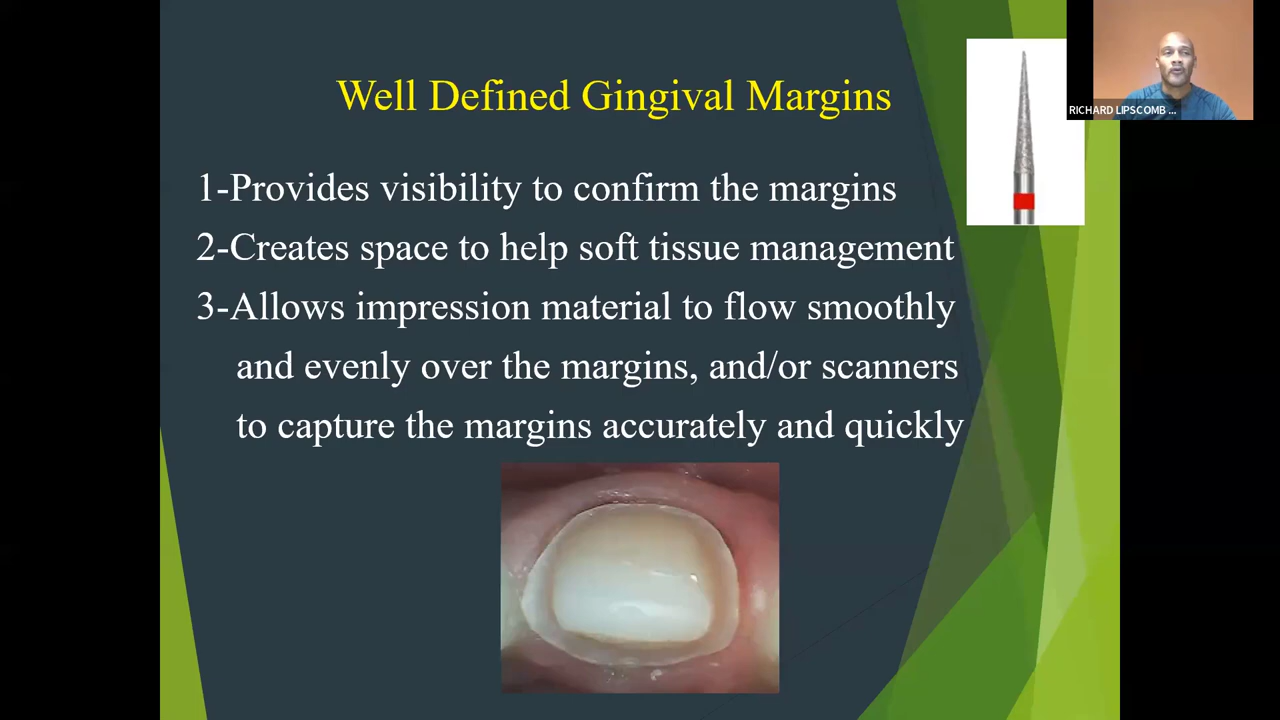 Well Defined Gingival Margins
RICHARD LIPSCOMB ...
1-Provides visibility to confirm the margins
2-Creates space to help soft tissue management
3-Allows impression material to flow smoothly
and evenly over the margins, and/or scanners
to capture the margins accurately and quickly